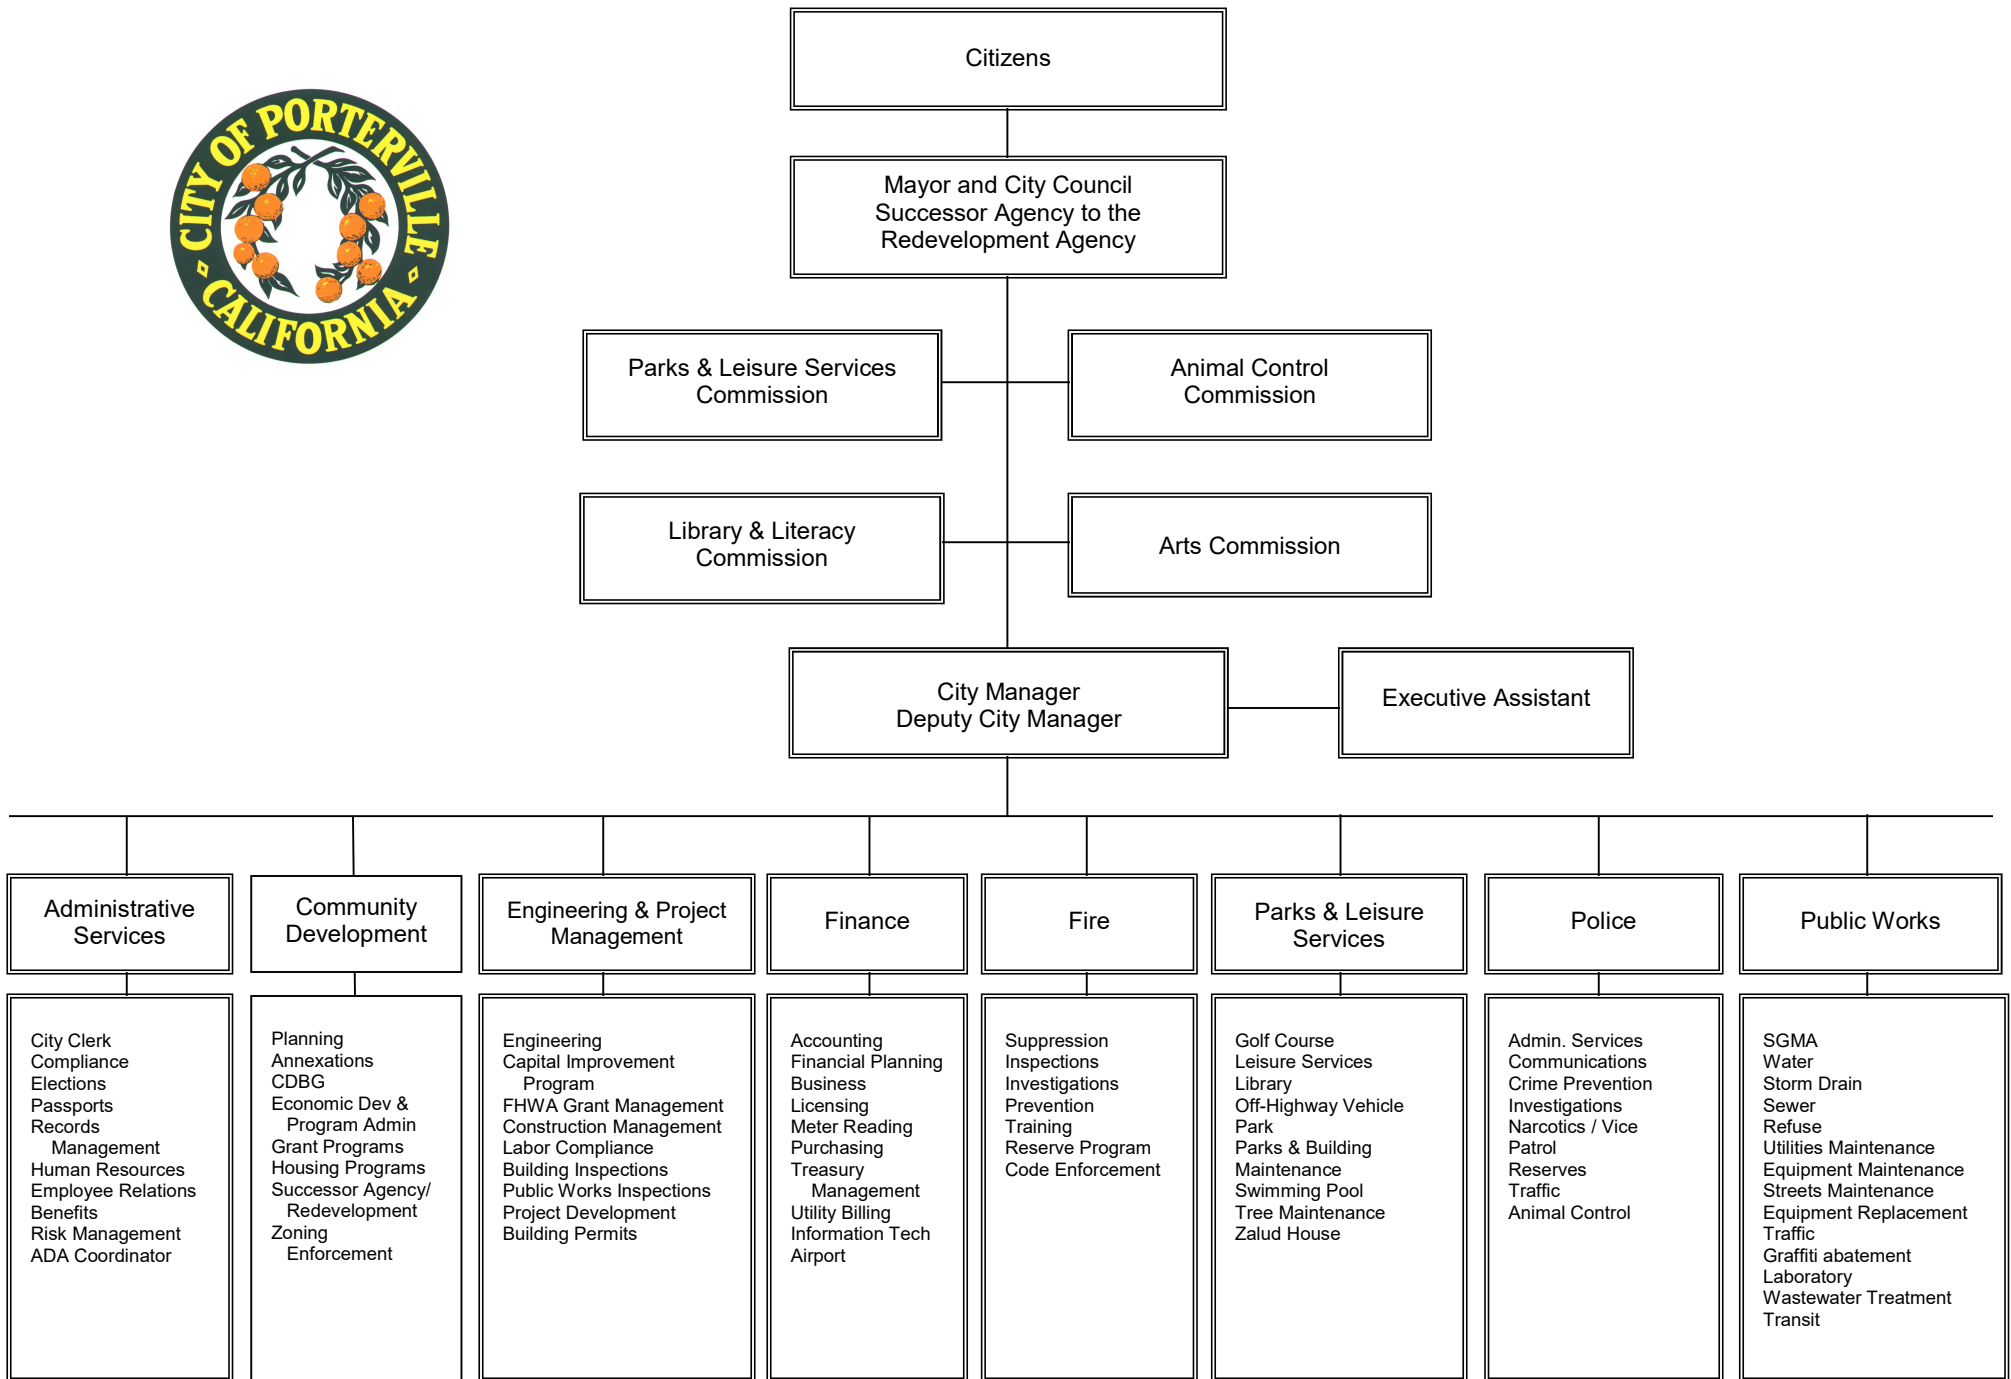 CITY OF PORTERVILLE
CALIFORNIA
Citizens
Mayor and City Council
Successor Agency to the
Redevelopment Agency
Parks & Leisure Services
Commission
Animal Control
Commission
Library & Literacy
Commission
Arts Commission
City Manager
Deputy City Manager
Executive Assistant
Administrative
Services
Community
Development
Engineering & Project
Management
Finance
Fire
Parks & Leisure
Services
Police
Public Works
City Clerk
Compliance
Elections
Passports
Records
Management
Human Resources
Employee Relations
Benefits
Risk Management
ADA Coordinator
Planning
Annexations
CDBG
Economic Dev &
Program Admin
Grant Programs
Housing Programs
Successor Agency/
Redevelopment
Zoning
Enforcement
Engineering
Capital Improvement
Program
FHWA Grant Management
Construction Management
Labor Compliance
Building Inspections
Public Works Inspections
Project Development
Building Permits
Accounting
Financial Planning
Business
Licensing
Meter Reading
Purchasing
Treasury
Management
Utility Billing
Information Tech
Airport
Suppression
Inspections
Investigations
Prevention
Training
Reserve Program
Code Enforcement
Golf Course
Leisure Services
Library
Off-Highway Vehicle
Park
Parks & Building
Maintenance
Swimming Pool
Tree Maintenance
Zalud House
Admin. Services
Communications
Crime Prevention
Investigations
Narcotics / Vice
Patrol
Reserves
Traffic
Animal Control
SGMA
Water
Storm Drain
Sewer
Refuse
Utilities Maintenance
Equipment Maintenance
Streets Maintenance
Equipment Replacement
Traffic
Graffiti abatement
Laboratory
Wastewater Treatment
Transit